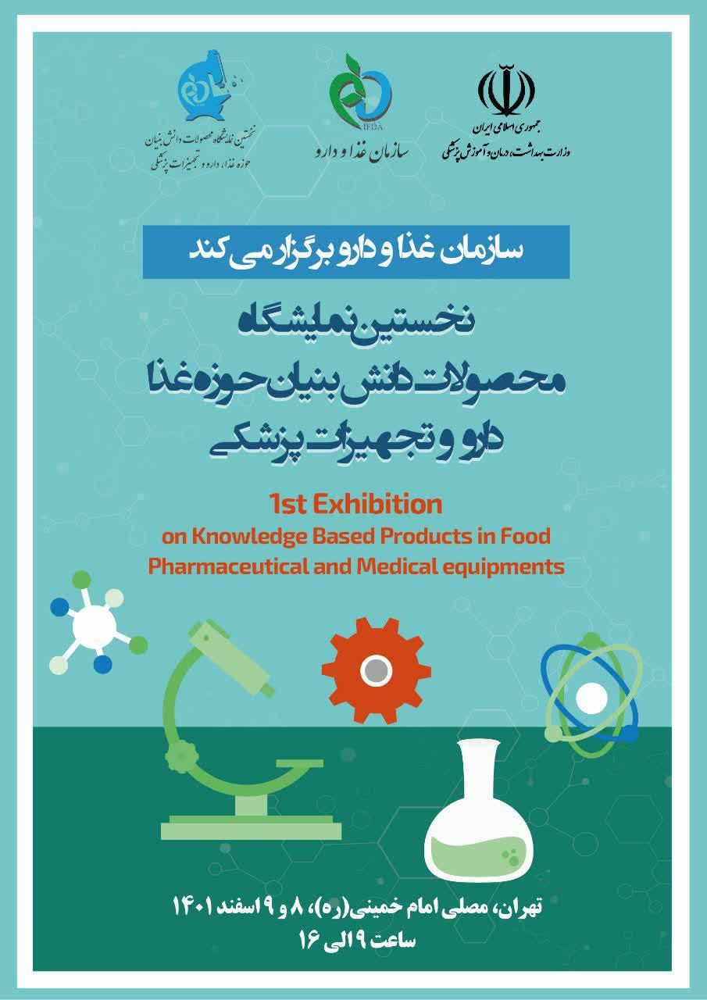 جمهوری اسلامی ایران
وزارت بهداشت، درمان و آموزش پزشکی
IFDA
سازمان غذا و دارو
نخستین نمایشگاه محصولات دانش بنیان
حوزه غذا، دارو و تجهیزات پزشکی
سازمان غذا و دارو برگزار می کند
نخستین نمایشگاه
محصولات دانش بنیان حوزه غذا
دارو و تجهیزات پزشکی
1st Exhibition
on Knowledge Based Products in Food
Pharmaceutical and Medical equipments
تهران، مصلی امام خمینی(ره)، ۸ و ۹ اسفند ۱۴۰۱
ساعت ۹ الی ۱۶